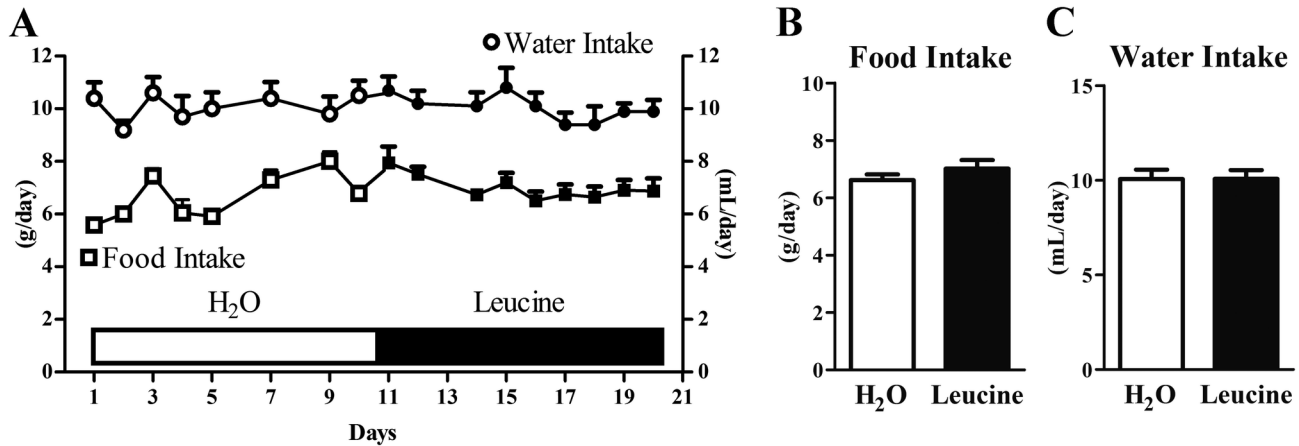 A
Water Intake
12
10
8
6
4
2
0
(g/day)
12
10
8
6
4
2
0
(mL/day)
Food Intake
H₂O
Leucine
1 3 5 7 9 11 13 15 17 19 21
Days
B
Food Intake
10
8
6
4
2
0
(g/day)
H₂O Leucine
C
Water Intake
15
10
5
0
(mL/day)
H₂O Leucine